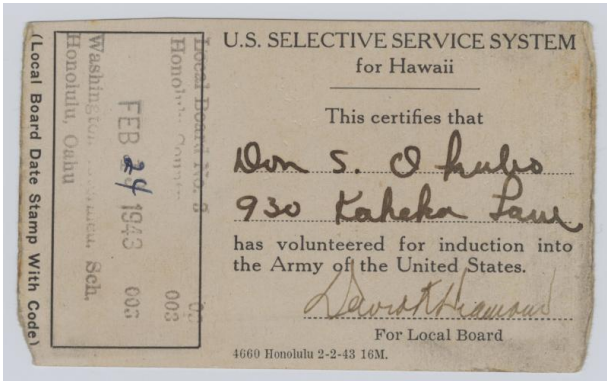 U.S. SELECTIVE SERVICE SYSTEM
for Hawaii
This certifies that
Don S. Okubo
930 Kaheka Lane
has volunteered for induction into
the Army of the United States.
For Local Board
4660 Honolulu 2-2-43 16M.
Local Board No. 3
Honolulu
003
FEB 24 1943 003
Washington Sch.
Honolulu, Oahu
(Local Board Date Stamp With Code)